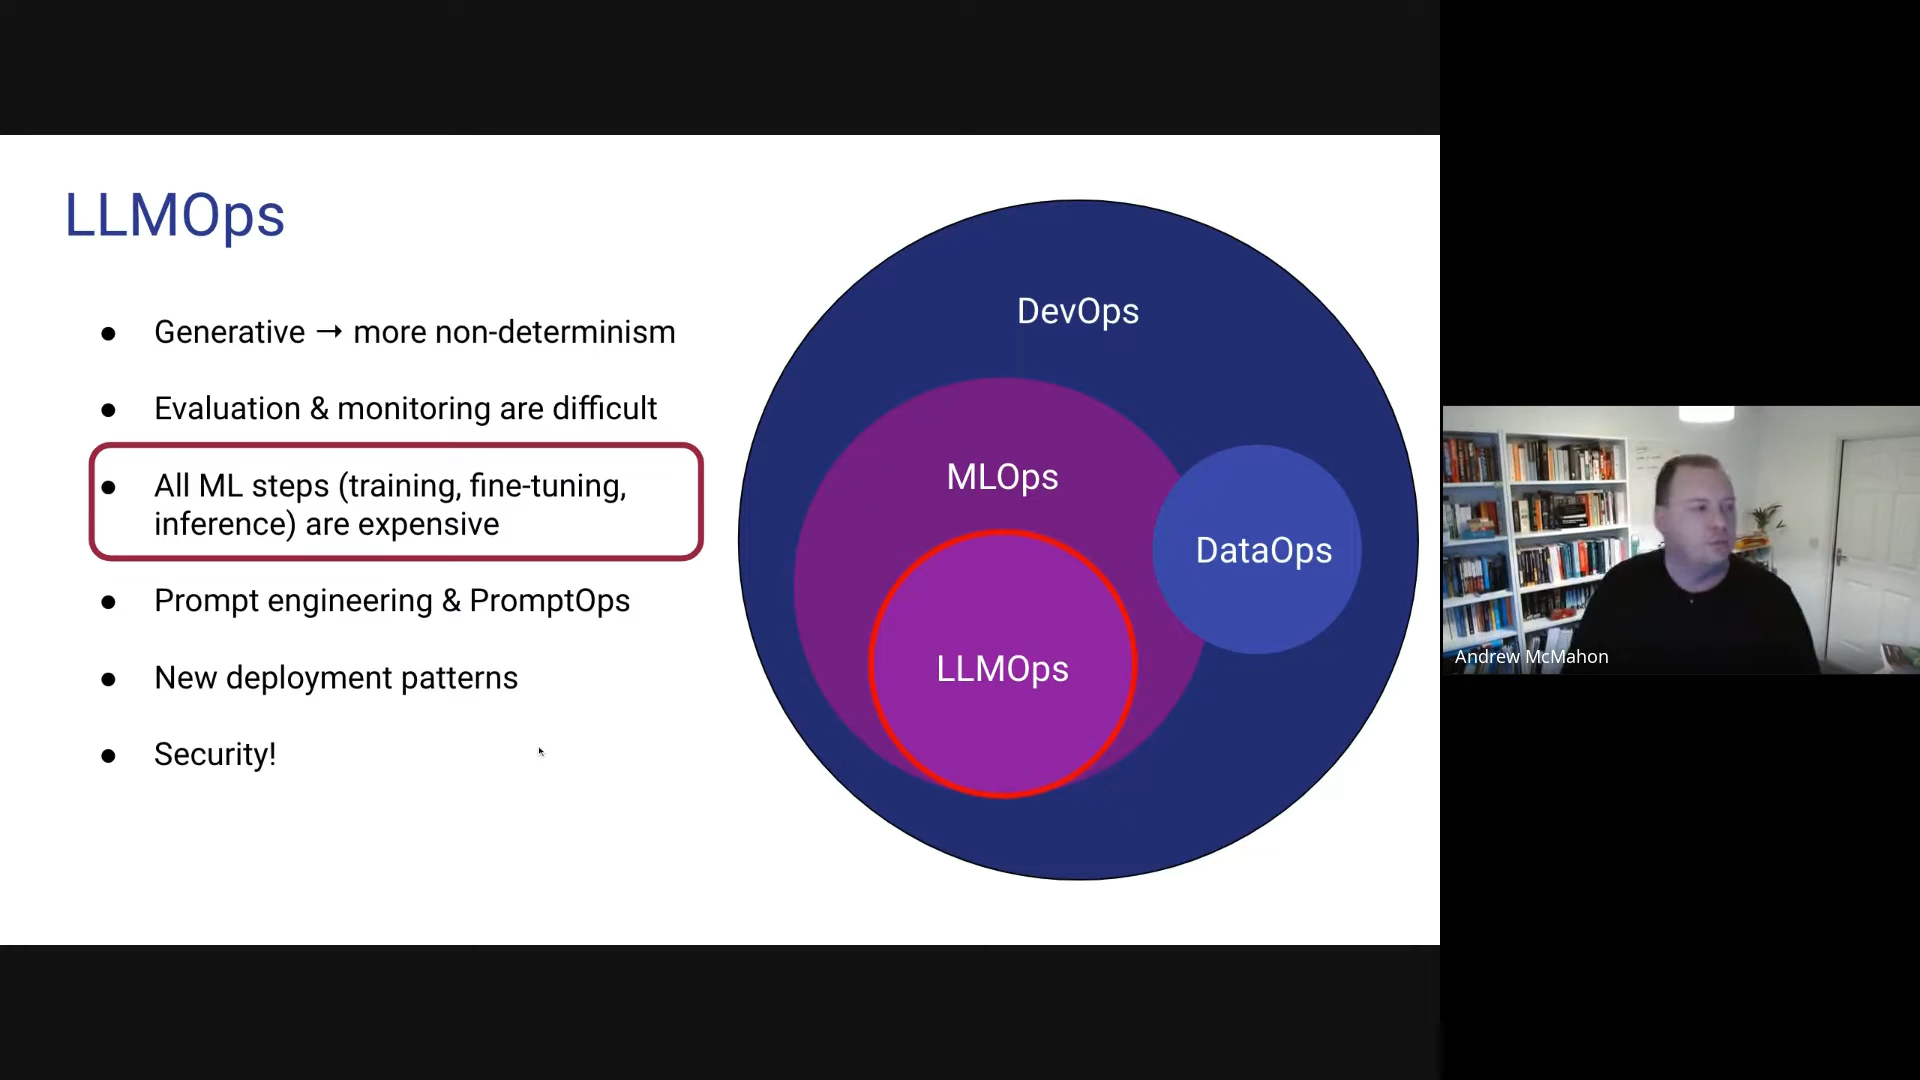 LLMOps
● Generative → more non-determinism
● Evaluation & monitoring are difficult
● All ML steps (training, fine-tuning,
inference) are expensive
● Prompt engineering & PromptOps
● New deployment patterns
● Security!
DevOps
MLOps
DataOps
LLMOps
Andrew McMahon